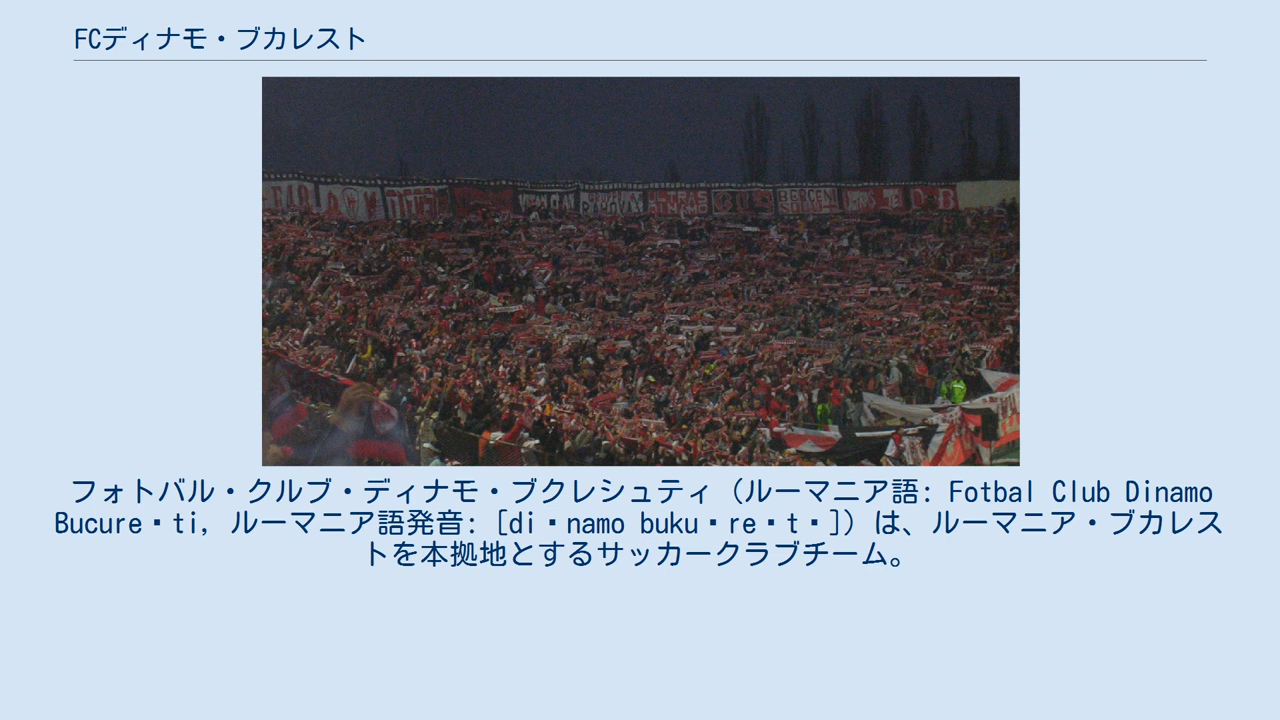 FCディナモ・ブカレスト
フォトバル・クルブ・ディナモ・ブクレシュティ（ルーマニア語: Fotbal Club Dinamo
Bucure▪ti, ルーマニア語発音: [di▪namo buku▪re▪t▪]）は、ルーマニア・ブカレス
トを本拠地とするサッカークラブチーム。